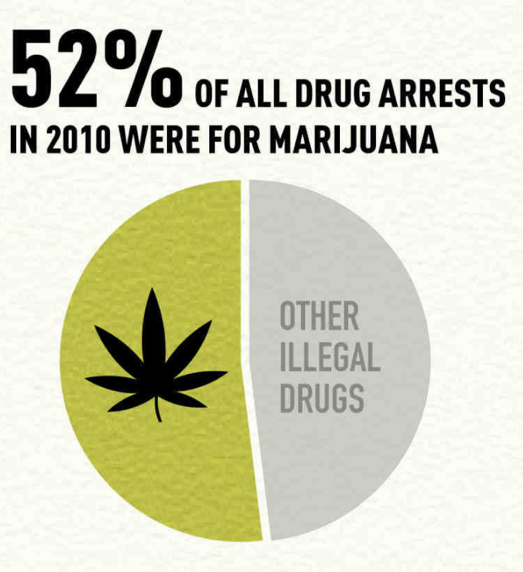 52% OF ALL DRUG ARRESTS
IN 2010 WERE FOR MARIJUANA
OTHER
ILLEGAL
DRUGS